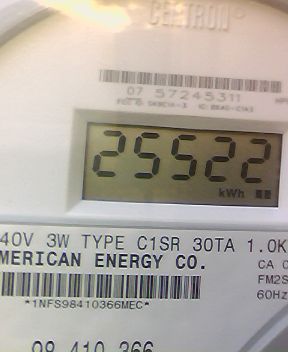 CENTRON®
07 57245311
25522
kWh
40V 3W TYPE C1SR 30TA 1.0K
MERICAN ENERGY CO.
CA 0
FM2S
60Hz
*1NFS98410366MEC*
98 410 366